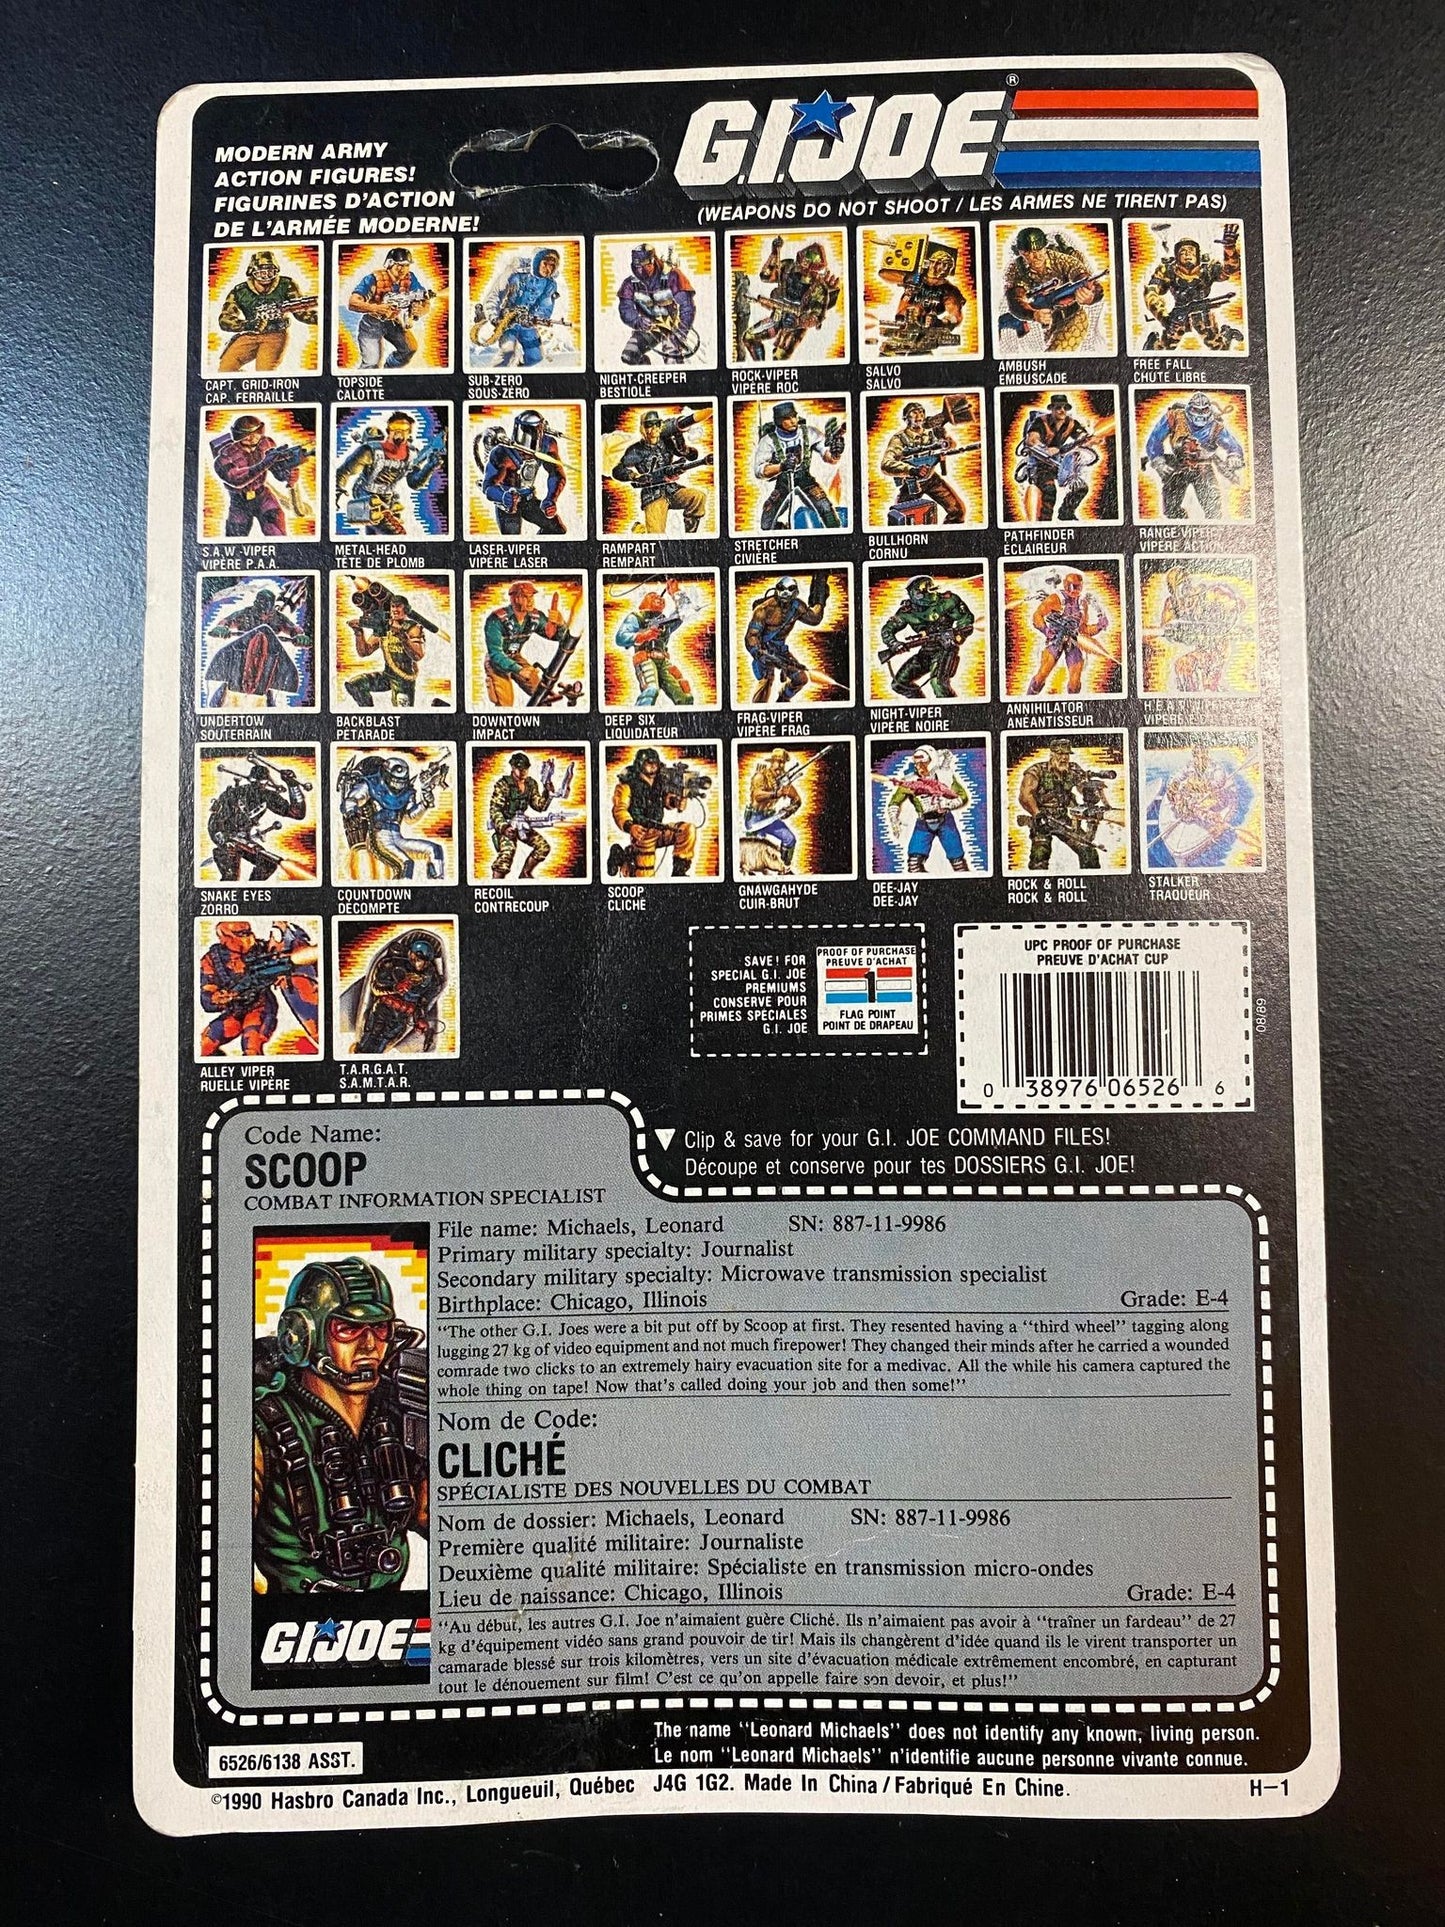 MODERN ARMY
ACTION FIGURES!
FIGURINES D'ACTION
DE L'ARMÉE MODERNE!
G.I. JOE ®
(WEAPONS DO NOT SHOOT / LES ARMES NE TIRENT PAS)
CAPT. GRID-IRON
CAP. FERRAILLE
TOPSIDE
CALOTTE
SUB-ZERO
SOUS-ZÉRO
NIGHT-CREEPER
BESTIOLE
ROCK-VIPER
VIPÈRE ROC
SALVO
SALVO
AMBUSH
EMBUSCADE
FREE FALL
CHUTE LIBRE
S.A.W.-VIPER
VIPÈRE P.A.A.
METAL-HEAD
TÊTE DE PLOMB
LASER-VIPER
VIPÈRE LASER
RAMPART
REMPART
STRETCHER
CIVIÈRE
BULLHORN
CORNU
PATHFINDER
ÉCLAIREUR
RANGE-VIPER
VIPÈRE ACTION
UNDERTOW
SOUTERRAIN
BACKBLAST
PÉTARADE
DOWNTOWN
IMPACT
DEEP SIX
LIQUIDATEUR
FRAG-VIPER
VIPÈRE FRAG
NIGHT-VIPER
VIPÈRE NOIRE
ANNIHILATOR
ANÉANTISSEUR
H.E.A.T. VIPER
VIPÈRE
SNAKE EYES
ZORRO
COUNTDOWN
DÉCOMPTE
RECOIL
CONTRECOUP
SCOOP
CLICHÉ
GNAWGAHYDE
CUIR-BRUT
DEE-JAY
DEE-JAY
ROCK & ROLL
ROCK & ROLL
STALKER
TRAQUEUR
ALLEY VIPER
RUELLE VIPÈRE
T.A.R.G.A.T.
S.A.M.T.A.R.
SAVE! FOR
SPECIAL G.I. JOE
PREMIUMS
CONSERVE POUR
PRIMES SPÉCIALES
G.I. JOE
PROOF OF PURCHASE
PREUVE D'ACHAT
1
FLAG POINT
POINT DE DRAPEAU
UPC PROOF OF PURCHASE
PREUVE D'ACHAT CUP
0 38976 06526 6
08/89
▼ Clip & save for your G.I. JOE COMMAND FILES!
Découpe et conserve pour tes DOSSIERS G.I. JOE!
Code Name:
SCOOP
COMBAT INFORMATION SPECIALIST
File name: Michaels, Leonard SN: 887-11-9986
Primary military specialty: Journalist
Secondary military specialty: Microwave transmission specialist
Birthplace: Chicago, Illinois Grade: E-4
"The other G.I. Joes were a bit put off by Scoop at first. They resented having a "third wheel" tagging along
lugging 27 kg of video equipment and not much firepower! They changed their minds after he carried a wounded
comrade two clicks to an extremely hairy evacuation site for a medivac. All the while his camera captured the
whole thing on tape! Now that's called doing your job and then some!"
Nom de Code:
CLICHÉ
SPÉCIALISTE DES NOUVELLES DU COMBAT
Nom de dossier: Michaels, Leonard SN: 887-11-9986
Première qualité militaire: Journaliste
Deuxième qualité militaire: Spécialiste en transmission micro-ondes
Lieu de naissance: Chicago, Illinois Grade: E-4
"Au début, les autres G.I. Joe n'aimaient guère Cliché. Ils n'aimaient pas avoir à "traîner un fardeau" de 27
kg d'équipement vidéo sans grand pouvoir de tir! Mais ils changèrent d'idée quand ils le virent transporter un
camarade blessé sur trois kilomètres, vers un site d'évacuation médicale extrêmement encombré, en capturant
tout le dénouement sur film! C'est ce qu'on appelle faire son devoir, et plus!"
G.I. JOE
The name "Leonard Michaels" does not identify any known, living person.
Le nom "Leonard Michaels" n'identifie aucune personne vivante connue.
6526/6138 ASST.
©1990 Hasbro Canada Inc., Longueuil, Québec J4G 1G2. Made In China / Fabriqué En Chine.
H-1